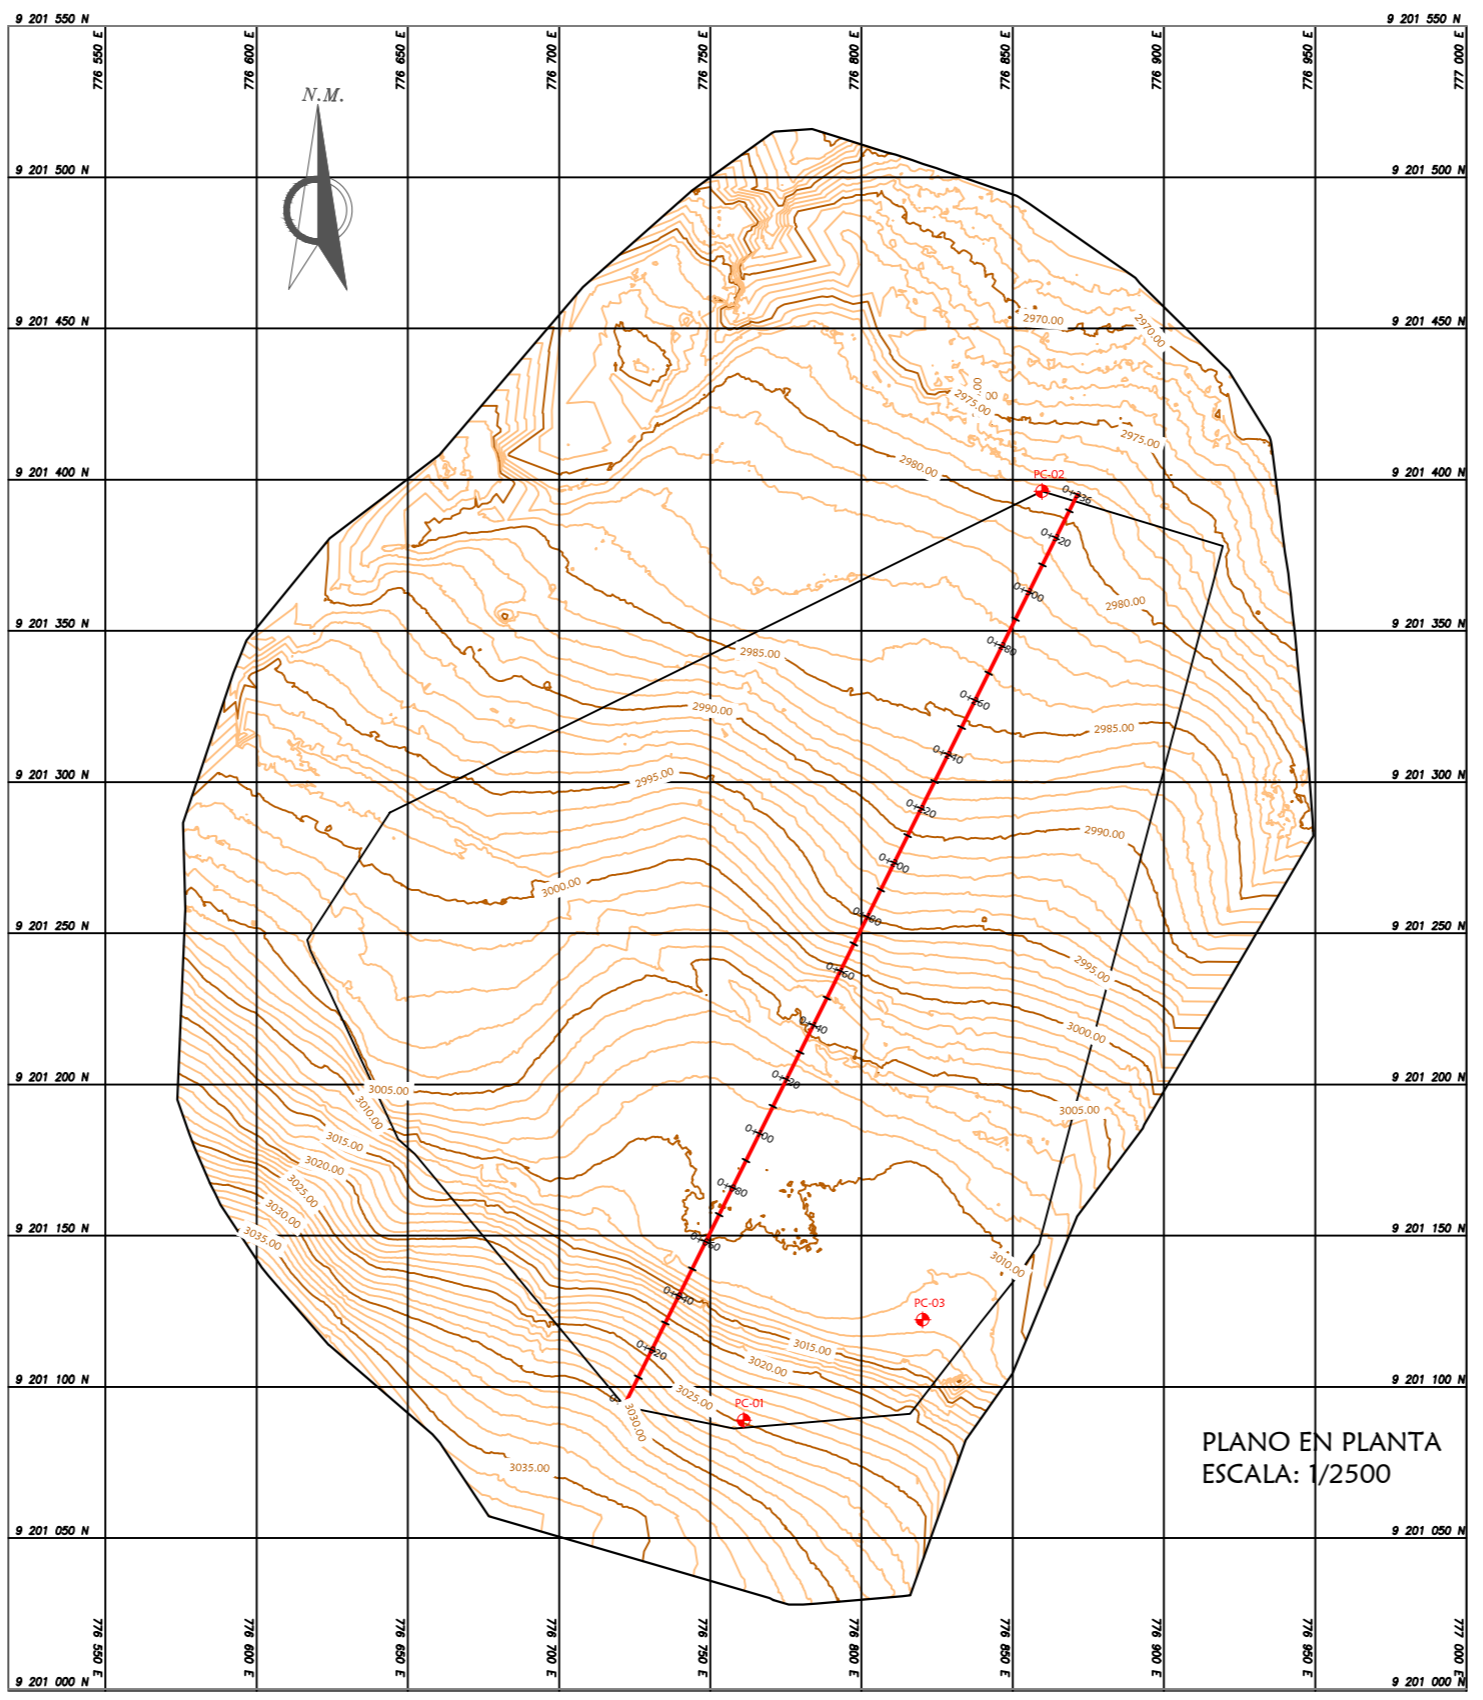 9 201 550 N
9 201 550 N
776 550 E
776 600 E
776 650 E
776 700 E
776 750 E
776 800 E
776 850 E
776 900 E
776 950 E
777 000 E
N.M.
9 201 500 N
9 201 500 N
2970.00
2970.00
9 201 450 N
9 201 450 N
2975.00
2975.00
2980.00
9 201 400 N
9 201 400 N
PC-02
0+336
2980.00
9 201 350 N
9 201 350 N
2985.00
2990.00
2985.00
9 201 300 N
9 201 300 N
2995.00
2990.00
3000.00
9 201 250 N
9 201 250 N
2995.00
3000.00
9 201 200 N
9 201 200 N
3005.00
3010.00
3005.00
3015.00
3020.00
3025.00
3030.00
3035.00
9 201 150 N
9 201 150 N
3010.00
PC-03
3015.00
3020.00
9 201 100 N
9 201 100 N
3025.00
3030.00
PC-01
3035.00
PLANO EN PLANTA
ESCALA: 1/2500
9 201 050 N
9 201 050 N
776 550 E
776 600 E
776 650 E
776 700 E
776 750 E
776 800 E
776 850 E
776 900 E
776 950 E
777 000 E
9 201 000 N
9 201 000 N